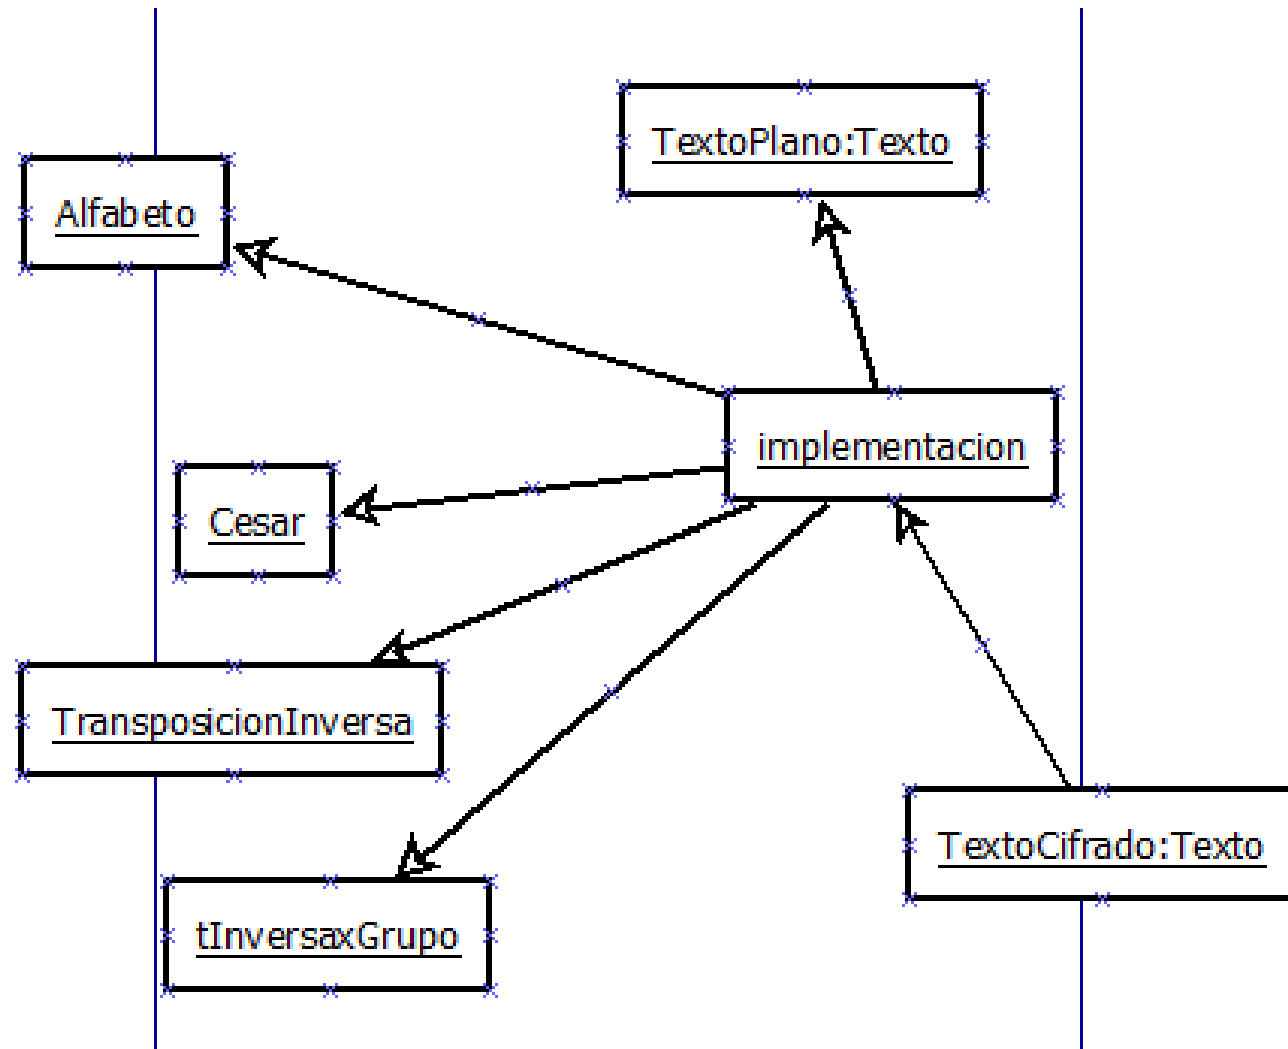 TextoPlano:Texto
Alfabeto
implementacion
Cesar
TransposicionInversa
TextoCifrado:Texto
tInversaxGrupo